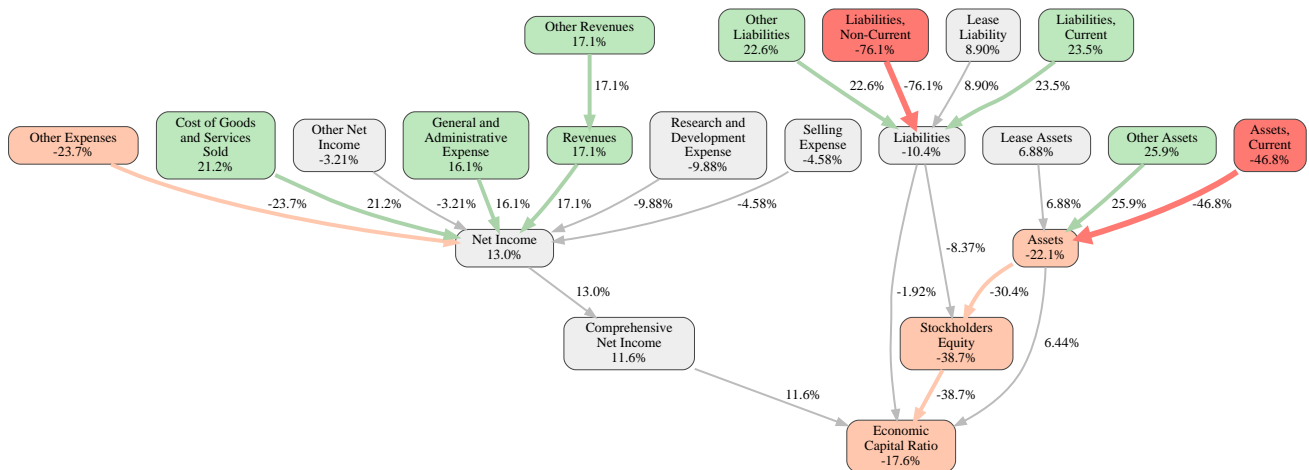 Other Revenues
17.1%
Other
Liabilities
22.6%
Liabilities,
Non-Current
-76.1%
Lease
Liability
8.90%
Liabilities,
Current
23.5%
17.1%
22.6%
-76.1%
8.90%
23.5%
Other Expenses
-23.7%
Cost of Goods
and Services
Sold
21.2%
Other Net
Income
-3.21%
General and
Administrative
Expense
16.1%
Revenues
17.1%
Research and
Development
Expense
-9.88%
Selling
Expense
-4.58%
Liabilities
-10.4%
Lease Assets
6.88%
Other Assets
25.9%
Assets,
Current
-46.8%
-23.7%
21.2%
-3.21%
16.1%
17.1%
-9.88%
-4.58%
6.88%
25.9%
-46.8%
Net Income
13.0%
-8.37%
Assets
-22.1%
13.0%
-1.92%
-30.4%
Comprehensive
Net Income
11.6%
Stockholders
Equity
-38.7%
6.44%
11.6%
-38.7%
Economic
Capital Ratio
-17.6%